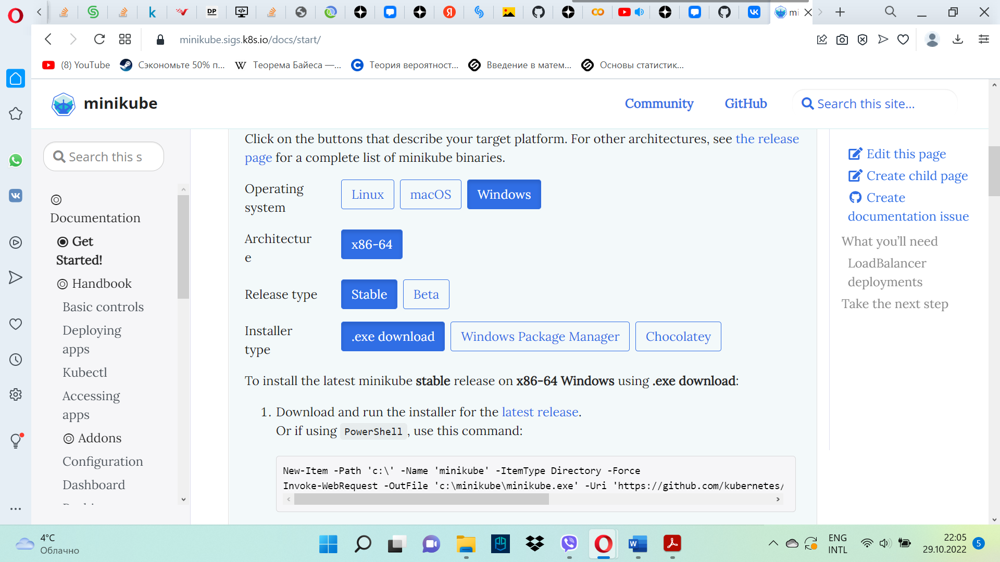 DP
mi
minikube.sigs.k8s.io/docs/start/
(8) YouTube
Сэкономьте 50% п...
W Теорема Байеса —...
Теория вероятност...
Введение в матем...
Основы статистик...
minikube
Community
GitHub
Search this site...
Search this s
Documentation
Get
Started!
Handbook
Basic controls
Deploying
apps
Kubectl
Accessing
apps
Addons
Configuration
Dashboard
Click on the buttons that describe your target platform. For other architectures, see the release
page for a complete list of minikube binaries.
Operating
system
Linux
macOS
Windows
Architectur
e
x86-64
Release type
Stable
Beta
Installer
type
.exe download
Windows Package Manager
Chocolatey
To install the latest minikube stable release on x86-64 Windows using .exe download:
1. Download and run the installer for the latest release.
Or if using PowerShell, use this command:
New-Item -Path 'c:\' -Name 'minikube' -ItemType Directory -Force
Invoke-WebRequest -OutFile 'c:\minikube\minikube.exe' -Uri 'https://github.com/kubernetes/
Edit this page
Create child page
Create
documentation issue
What you'll need
LoadBalancer
deployments
Take the next step
4°C
Облачно
ENG
INTL
22:05
29.10.2022
5